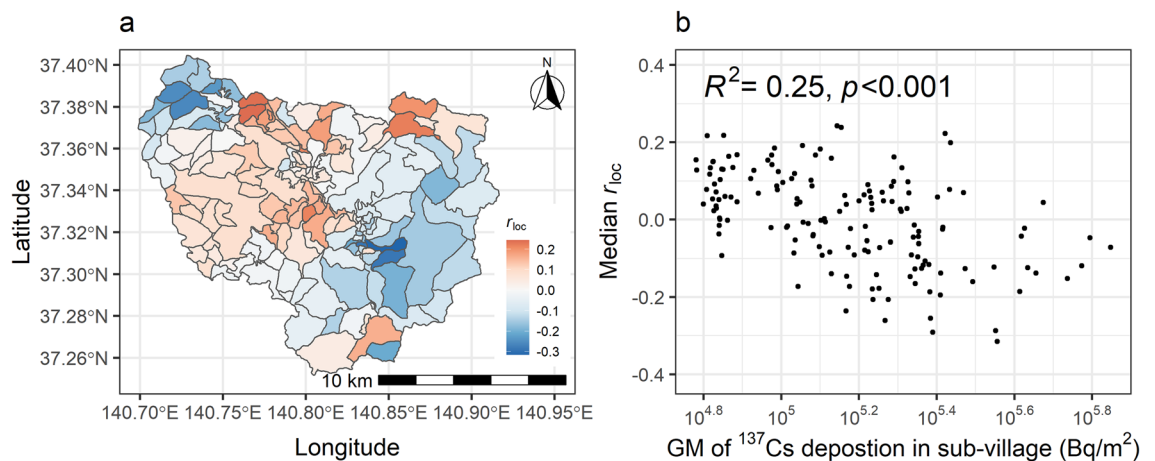 a
37.40°N
37.38°N
37.36°N
37.34°N
37.32°N
37.30°N
37.28°N
37.26°N
Latitude
N
r_loc
0.2
0.1
0.0
-0.1
-0.2
-0.3
10 km
140.70°E 140.75°E 140.80°E 140.85°E 140.90°E 140.95°E
Longitude
b
R²= 0.25, p<0.001
0.4
0.2
0.0
-0.2
-0.4
Median r_loc
10^4.8 10^5 10^5.2 10^5.4 10^5.6 10^5.8
GM of ¹³⁷Cs depostion in sub-village (Bq/m²)